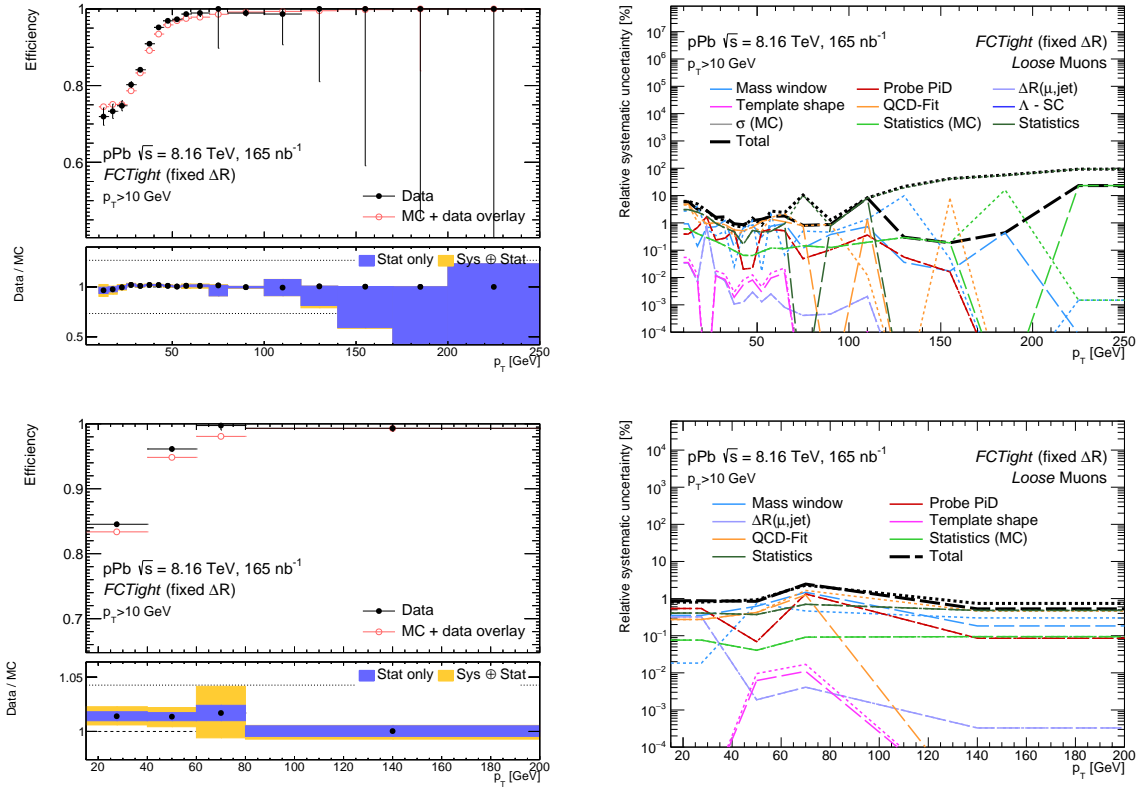 Efficiency
1
0.8
0.6
pPb √s = 8.16 TeV, 165 nb⁻¹
FCTight (fixed ΔR)
p_T>10 GeV
Data
MC + data overlay
Data / MC
Stat only Sys ⊕ Stat
1
0.5
50 100 150 200 250
p_T [GeV]
Relative systematic uncertainty [%]
10⁴
10³
10²
10
1
10⁻¹
10⁻²
10⁻³
10⁻⁴
pPb √s = 8.16 TeV, 165 nb⁻¹ FCTight (fixed ΔR)
p_T>10 GeV Loose Muons
Mass window Probe PiD ΔR(μ,jet)
Template shape QCD-Fit Λ - SC
σ (MC) Statistics (MC) Statistics
Total
0 50 100 150 200 250
p_T [GeV]
Efficiency
1
0.9
0.8
0.7
pPb √s = 8.16 TeV, 165 nb⁻¹
FCTight (fixed ΔR)
p_T>10 GeV
Data
MC + data overlay
Data / MC
Stat only Sys ⊕ Stat
1.05
1
20 40 60 80 100 120 140 160 180 200
p_T [GeV]
Relative systematic uncertainty [%]
10⁴
10³
10²
10
1
10⁻¹
10⁻²
10⁻³
10⁻⁴
pPb √s = 8.16 TeV, 165 nb⁻¹ FCTight (fixed ΔR)
p_T>10 GeV Loose Muons
Mass window Probe PiD
ΔR(μ,jet) Template shape
QCD-Fit Statistics (MC)
Statistics Total
20 40 60 80 100 120 140 160 180 200
p_T [GeV]